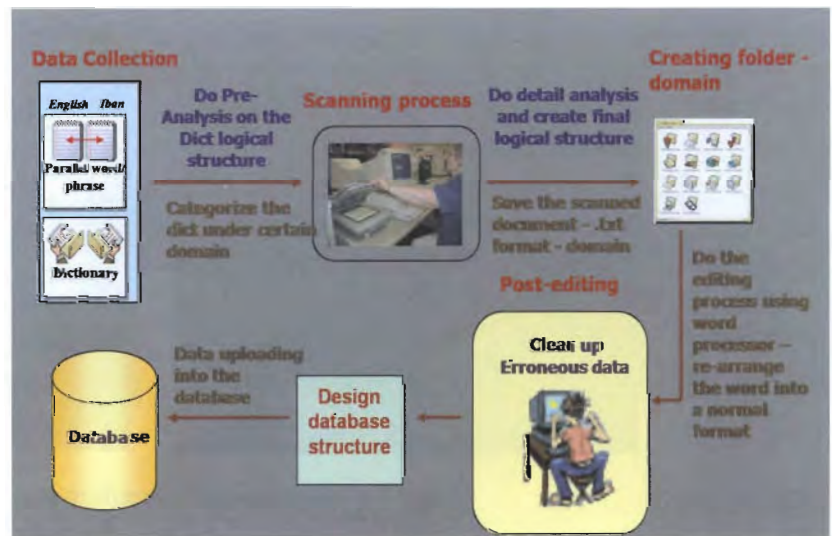 Data Collection
English Iban
Parallel word/
phrase
Dictionary
Do Pre-
Analysis on the
Dict logical
structure
Categorize the
dict under certain
domain
Scanning process
Do detail analysis
and create final
logical structure
Save the scanned
document - .txt
format - domain
Creating folder -
domain
Do the
editing
process using
word
processor –
re-arrange
the word into
a normal
format
Post-editing
Clean up
Erroneous data
Design
database
structure
Data uploading
into the
database
Database